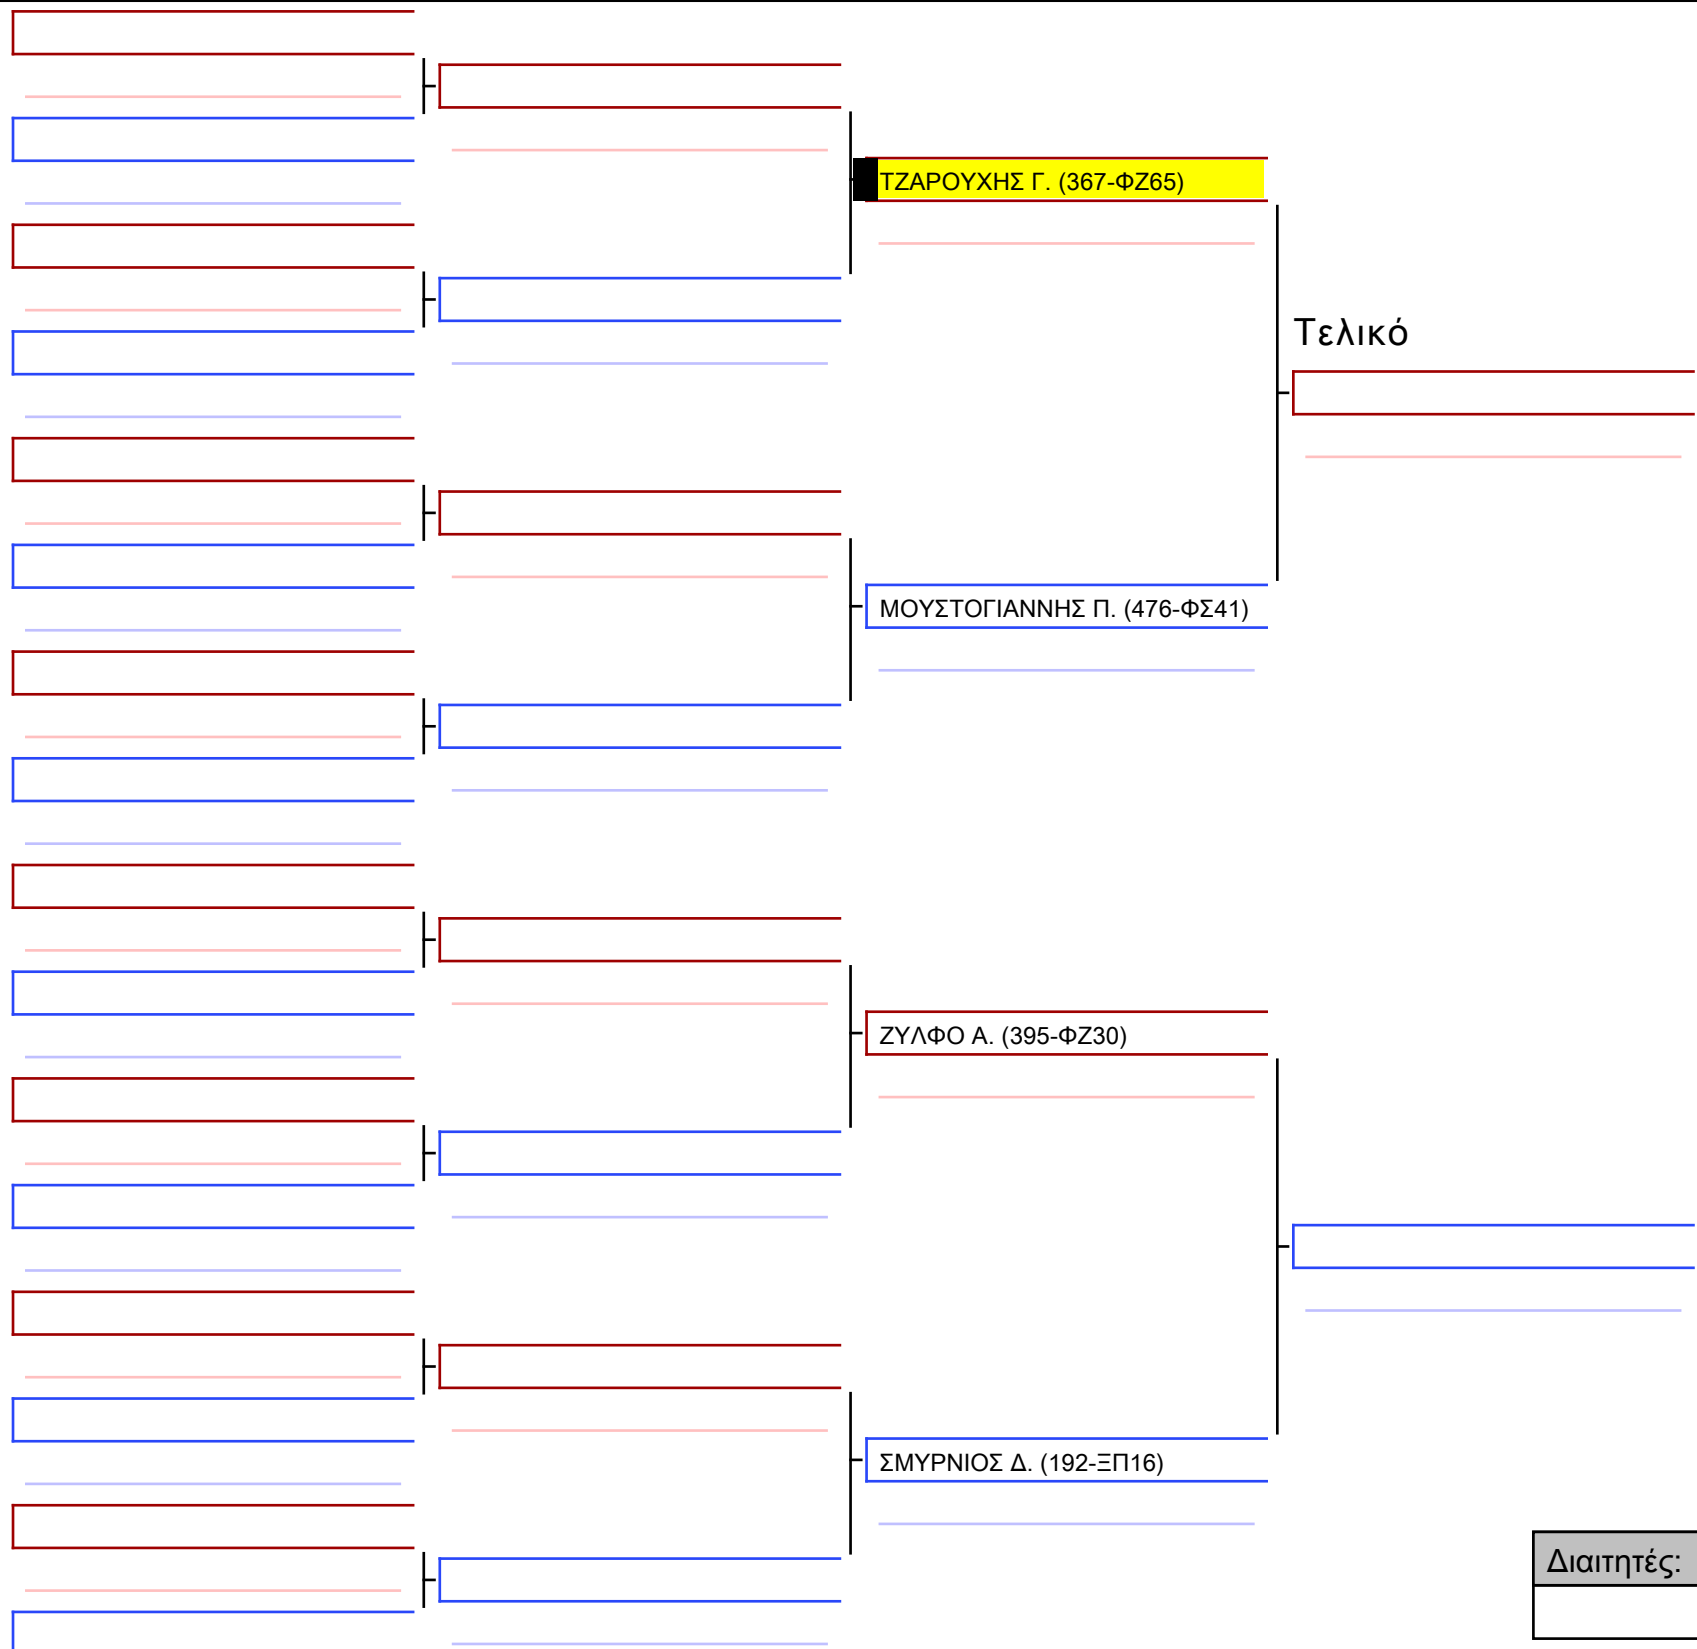 ΤΖΑΡΟΥΧΗΣ Γ. (367-ΦΖ65)
Τελικό
ΜΟΥΣΤΟΓΙΑΝΝΗΣ Π. (476-ΦΣ41)
ΖΥΛΦΟ Α. (395-ΦΖ30)
ΣΜΥΡΝΙΟΣ Δ. (192-ΞΠ16)
Διαιτητές: